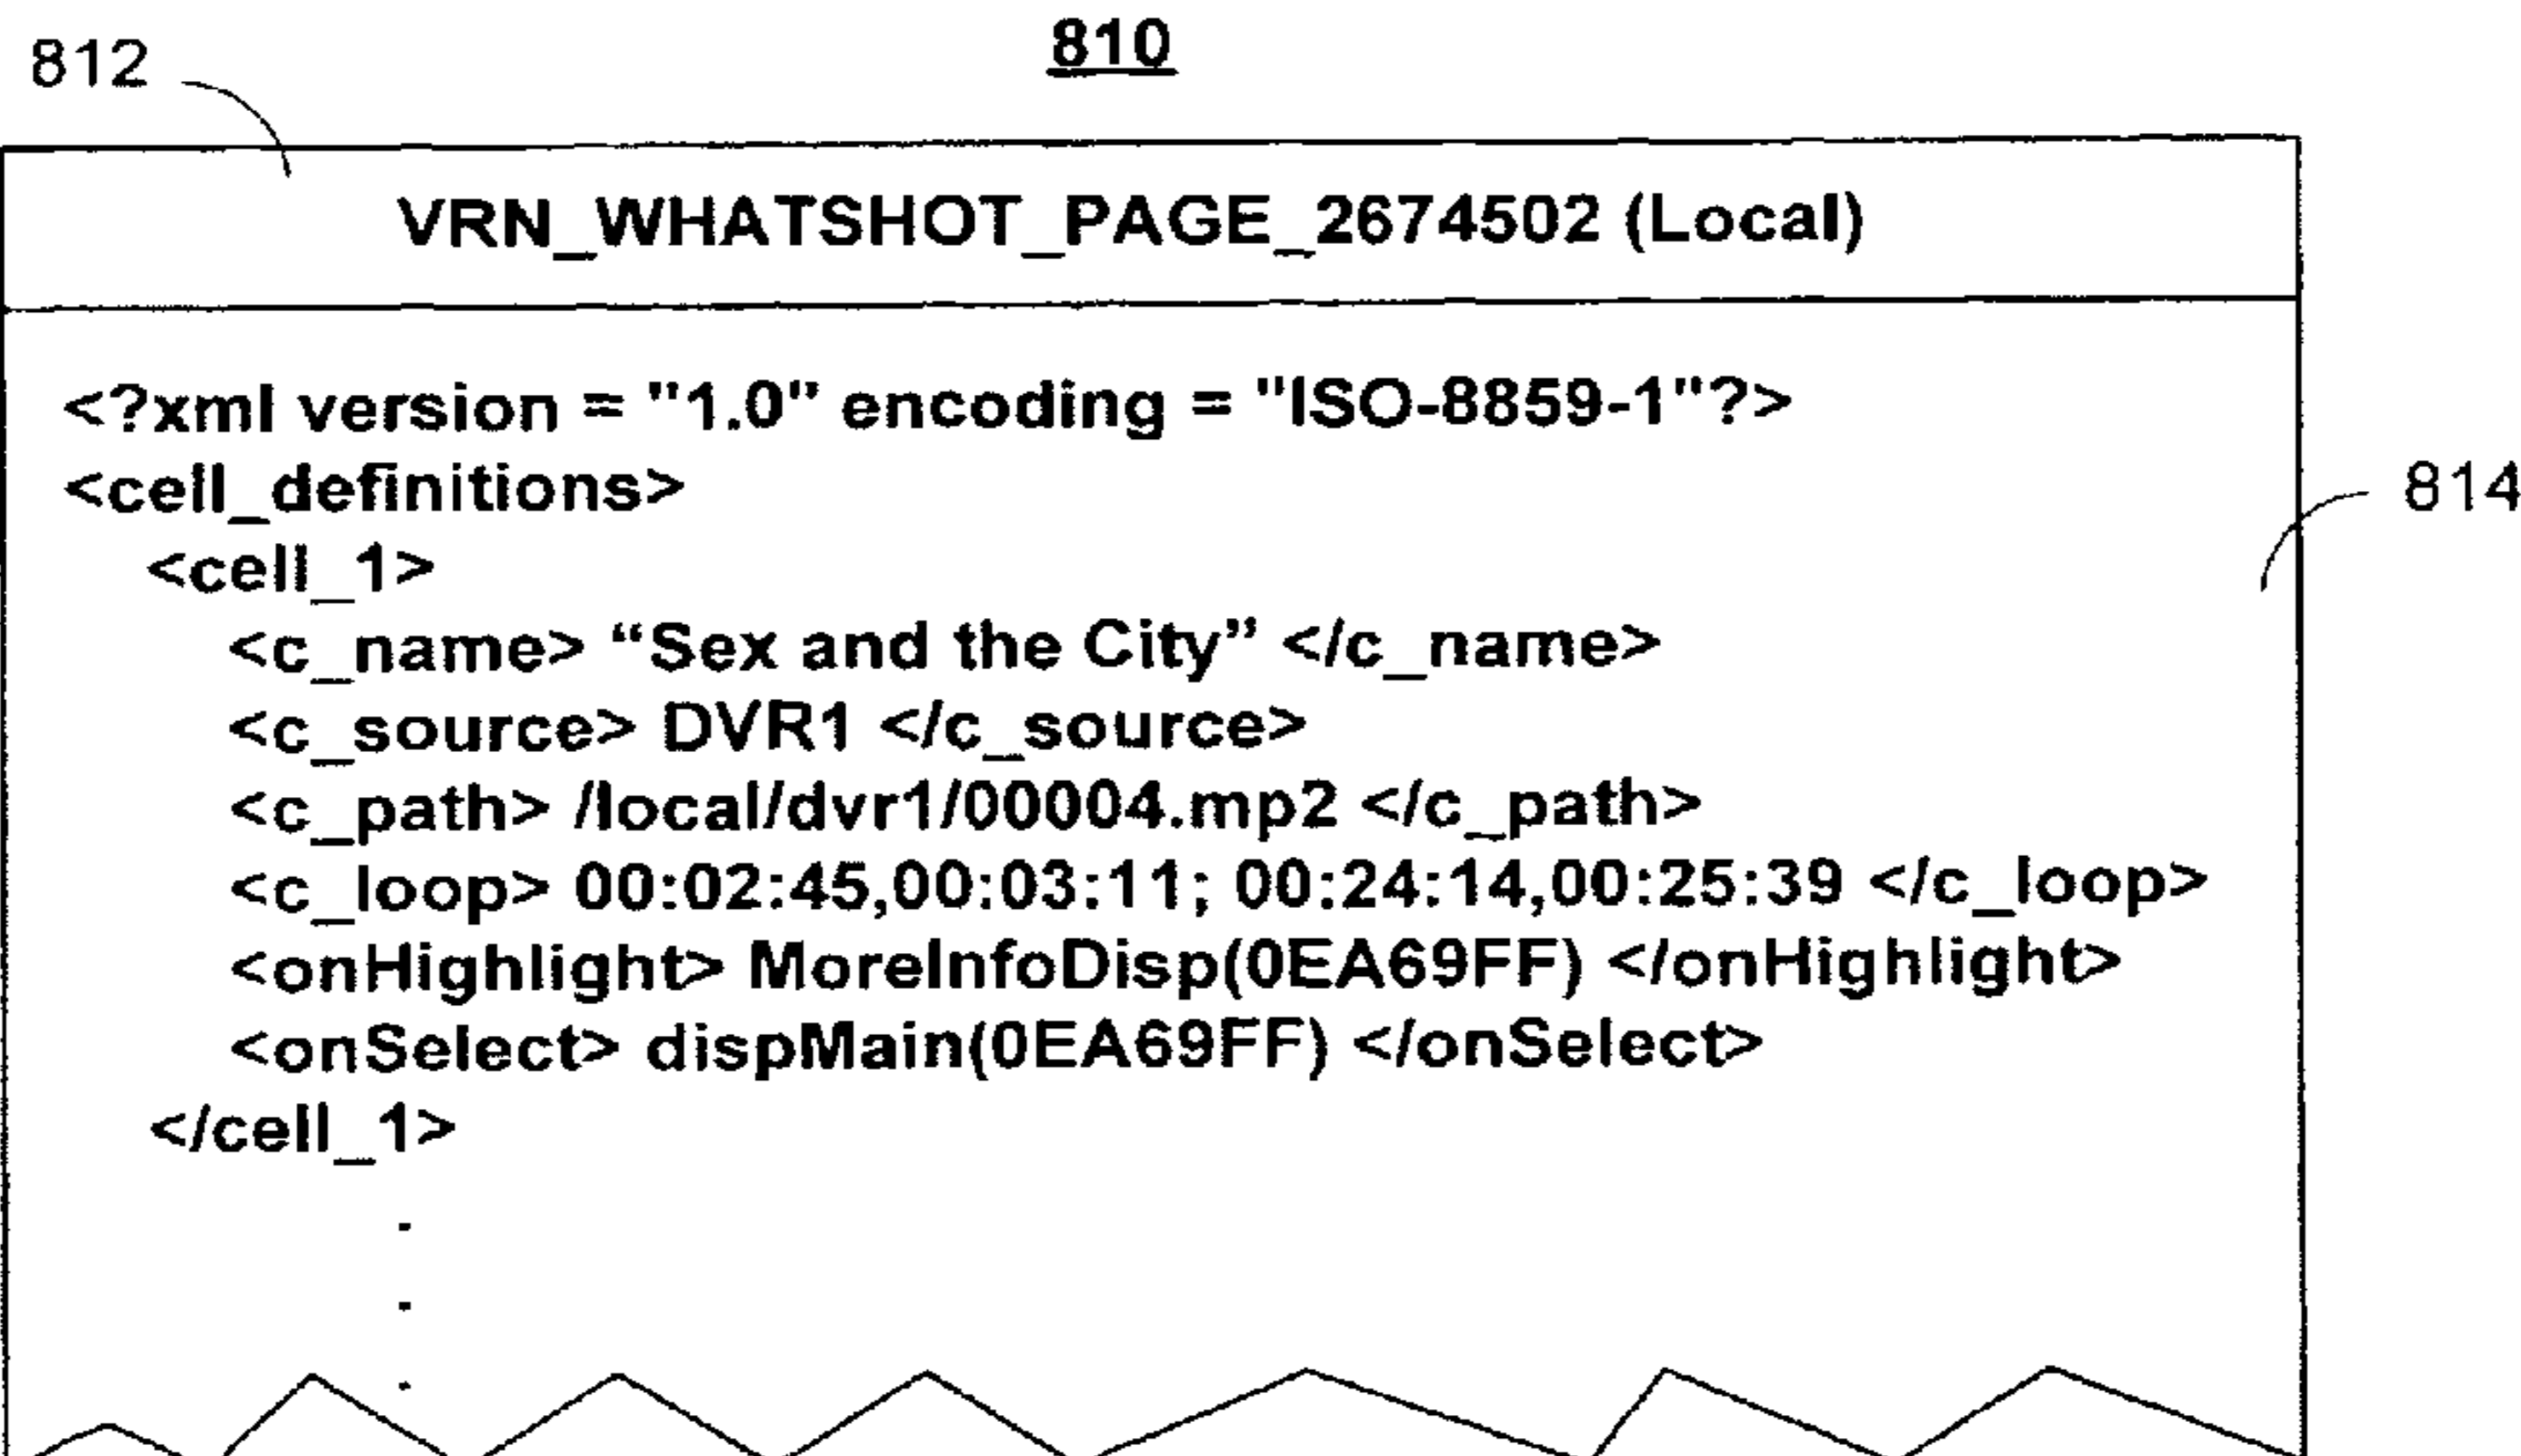 810
812
VRN_WHATSHOT_PAGE_2674502 (Local)
<?xml version = "1.0" encoding = "ISO-8859-1"?>
<cell_definitions>
<cell_1>
<c_name> “Sex and the City” </c_name>
<c_source> DVR1 </c_source>
<c_path> /local/dvr1/00004.mp2 </c_path>
<c_loop> 00:02:45,00:03:11; 00:24:14,00:25:39 </c_loop>
<onHighlight> MoreInfoDisp(0EA69FF) </onHighlight>
<onSelect> dispMain(0EA69FF) </onSelect>
</cell_1>
814